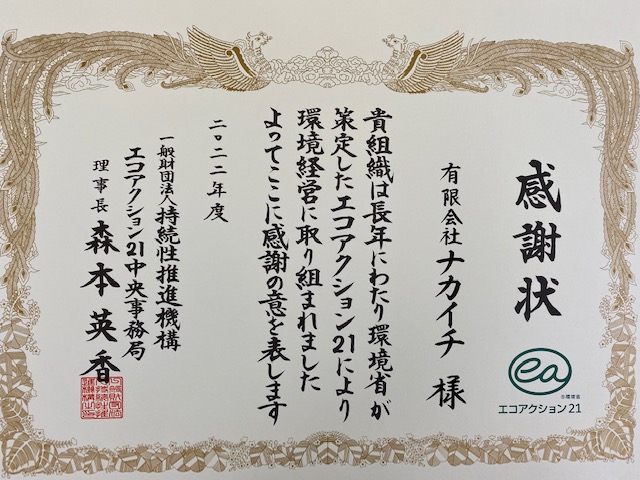 感謝状
有限会社 ナカイチ 様
貴組織は長年にわたり環境省が
策定したエコアクション21により
環境経営に取り組まれました
よってここに感謝の意を表します
二〇二二年度
一般財団法人 持続性推進機構
エコアクション21中央事務局
理事長 森本英香
ea
©環境省
エコアクション21